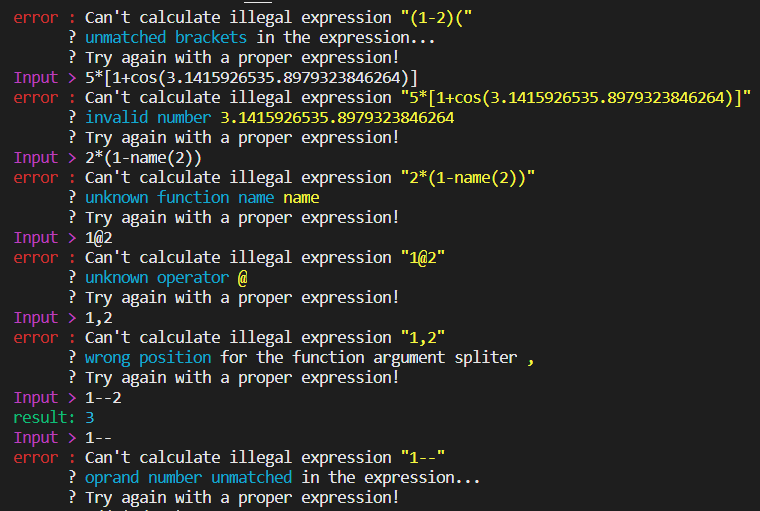 error : Can't calculate illegal expression "(1-2)("
? unmatched brackets in the expression...
? Try again with a proper expression!
Input > 5*[1+cos(3.1415926535.8979323846264)]
error : Can't calculate illegal expression "5*[1+cos(3.1415926535.8979323846264)]"
? invalid number 3.1415926535.8979323846264
? Try again with a proper expression!
Input > 2*(1-name(2))
error : Can't calculate illegal expression "2*(1-name(2))"
? unknown function name name
? Try again with a proper expression!
Input > 1@2
error : Can't calculate illegal expression "1@2"
? unknown operator @
? Try again with a proper expression!
Input > 1,2
error : Can't calculate illegal expression "1,2"
? wrong position for the function argument spliter ,
? Try again with a proper expression!
Input > 1--2
result: 3
Input > 1--
error : Can't calculate illegal expression "1--"
? oprand number unmatched in the expression...
? Try again with a proper expression!